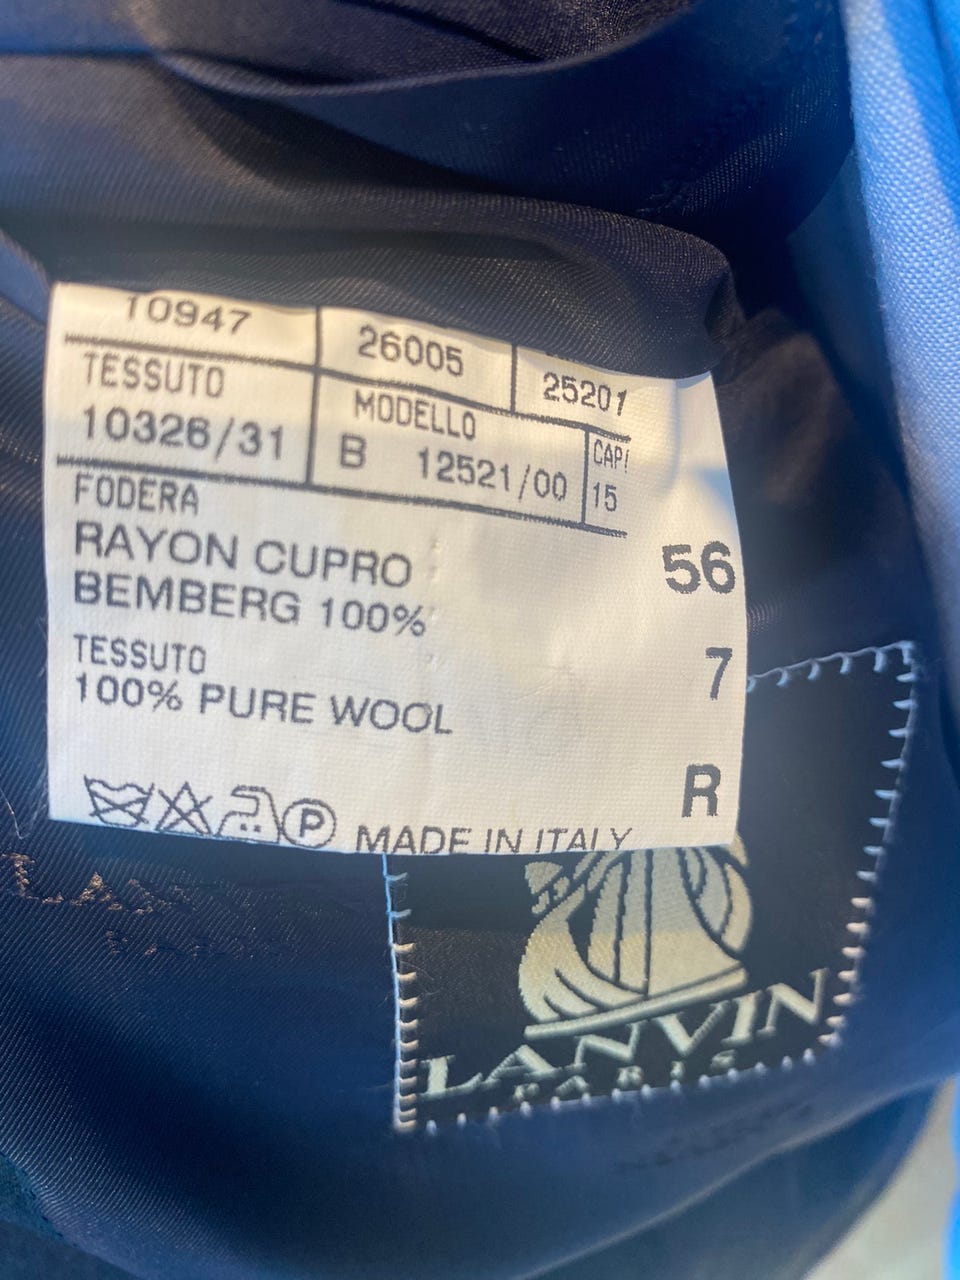 10947 26005 25201
TESSUTO MODELLO
10326/31 B 12521/00 15
FODERA
RAYON CUPRO
BEMBERG 100%
56
TESSUTO
100% PURE WOOL
7
R
P
MADE IN ITALY
LANVIN
PARIS